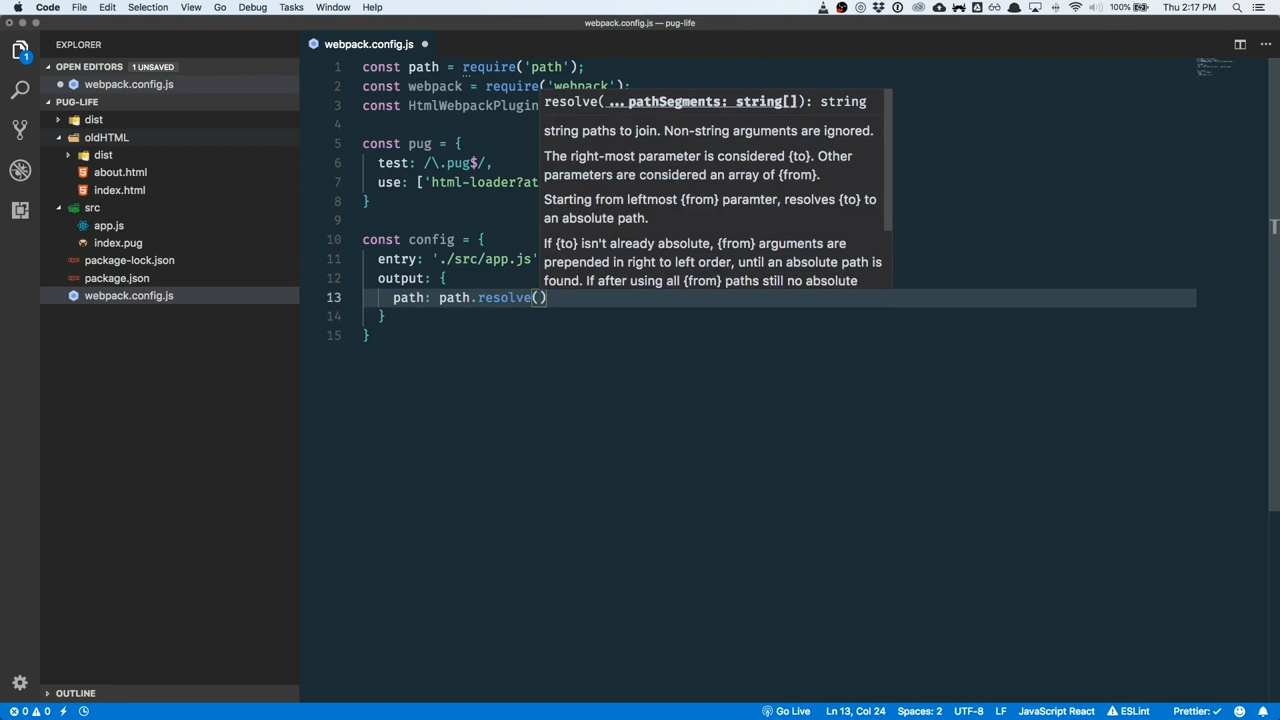 Code File Edit Selection View Go Debug Tasks Window Help 100% Thu 2:17 PM
webpack.config.js — pug-life
EXPLORER
webpack.config.js
OPEN EDITORS 1 UNSAVED
webpack.config.js
PUG-LIFE
dist
oldHTML
dist
about.html
index.html
src
app.js
index.pug
package-lock.json
package.json
webpack.config.js
OUTLINE
1 const path = require('path');
2 const webpack = require('webpack');
3 const HtmlWebpackPlugin
4
5 const pug = {
6 test: /\.pug$/,
7 use: ['html-loader?at
8 }
9
10 const config = {
11 entry: './src/app.js'
12 output: {
13 path: path.resolve()
14 }
15 }
resolve(...pathSegments: string[]): string
string paths to join. Non-string arguments are ignored.
The right-most parameter is considered {to}. Other
parameters are considered an array of {from}.
Starting from leftmost {from} paramter, resolves {to} to
an absolute path.
If {to} isn't already absolute, {from} arguments are
prepended in right to left order, until an absolute path is
found. If after using all {from} paths still no absolute
1
0 0 Go Live Ln 13, Col 24 Spaces: 2 UTF-8 LF JavaScript React ESLint Prettier: ✓